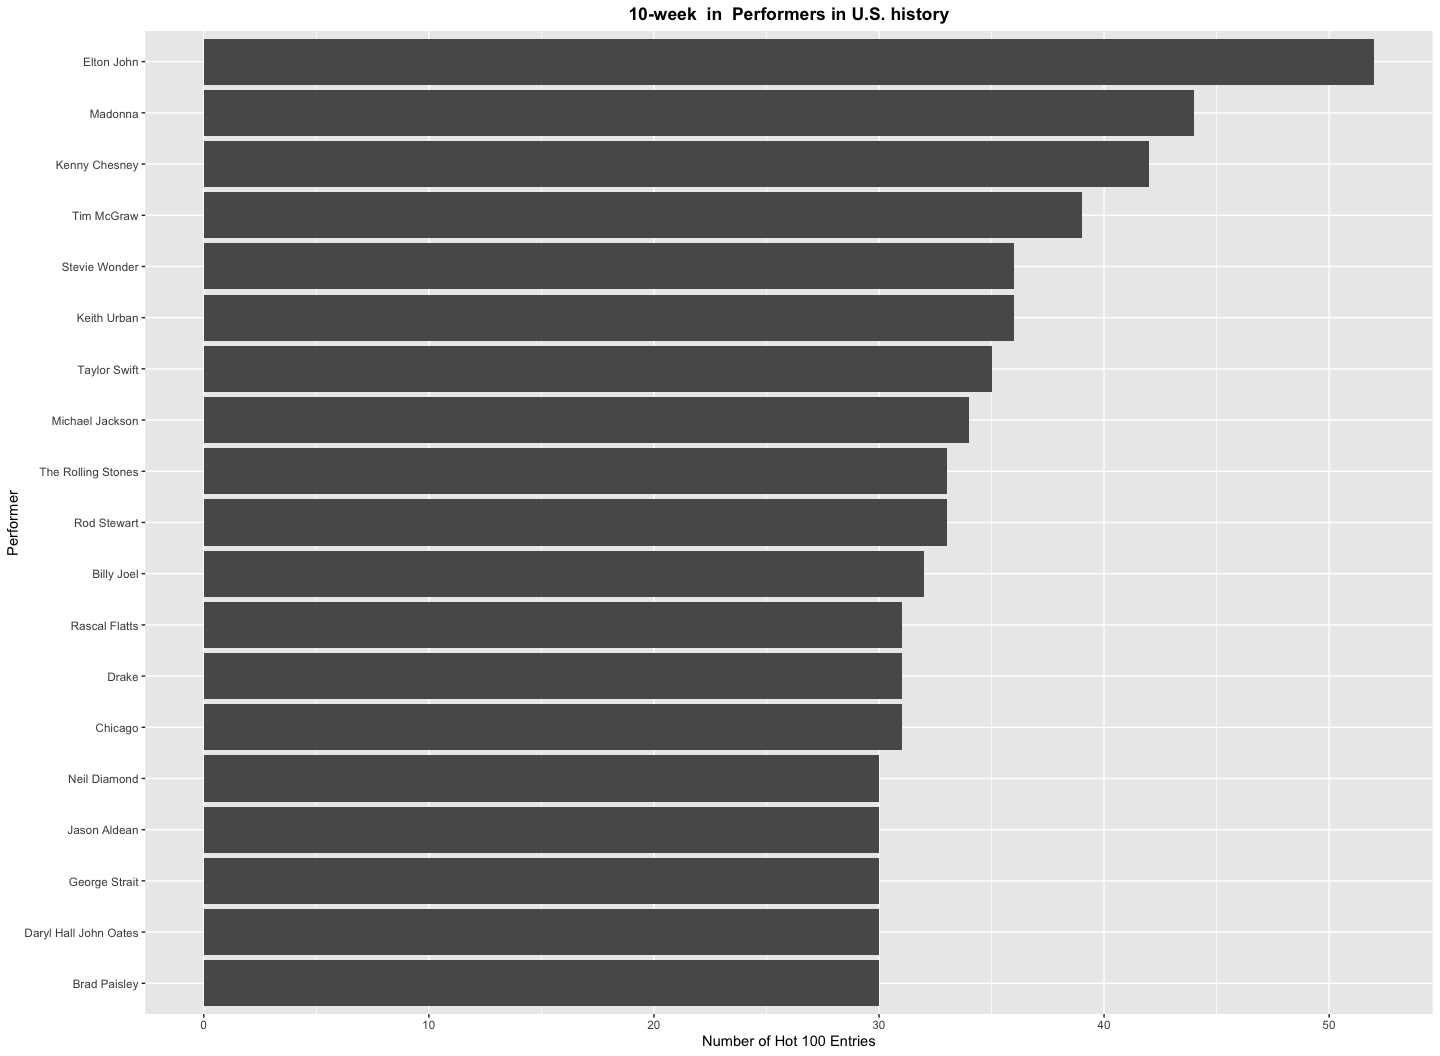 10-week  in  Performers in U.S. history
Elton John
Madonna
Kenny Chesney
Tim McGraw
Stevie Wonder
Keith Urban
Taylor Swift
Michael Jackson
The Rolling Stones
Rod Stewart
Billy Joel
Rascal Flatts
Drake
Chicago
Neil Diamond
Jason Aldean
George Strait
Daryl Hall John Oates
Brad Paisley
Performer
0 10 20 30 40 50
Number of Hot 100 Entries